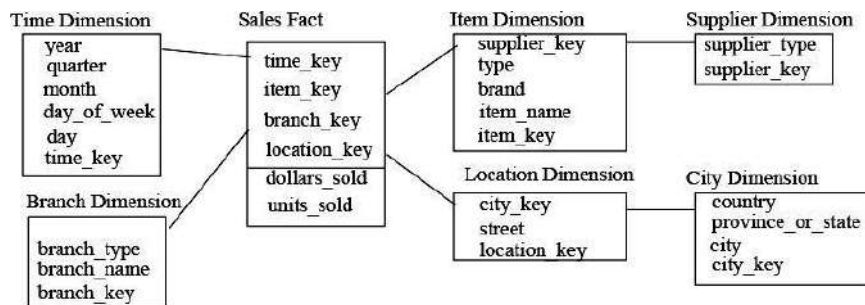 Time Dimension
year
quarter
month
day_of_week
day
time_key
Sales Fact
time_key
item_key
branch_key
location_key
dollars_sold
units_sold
Item Dimension
supplier_key
type
brand
item_name
item_key
Supplier Dimension
supplier_type
supplier_key
Branch Dimension
branch_type
branch_name
branch_key
Location Dimension
city_key
street
location_key
City Dimension
country
province_or_state
city
city_key